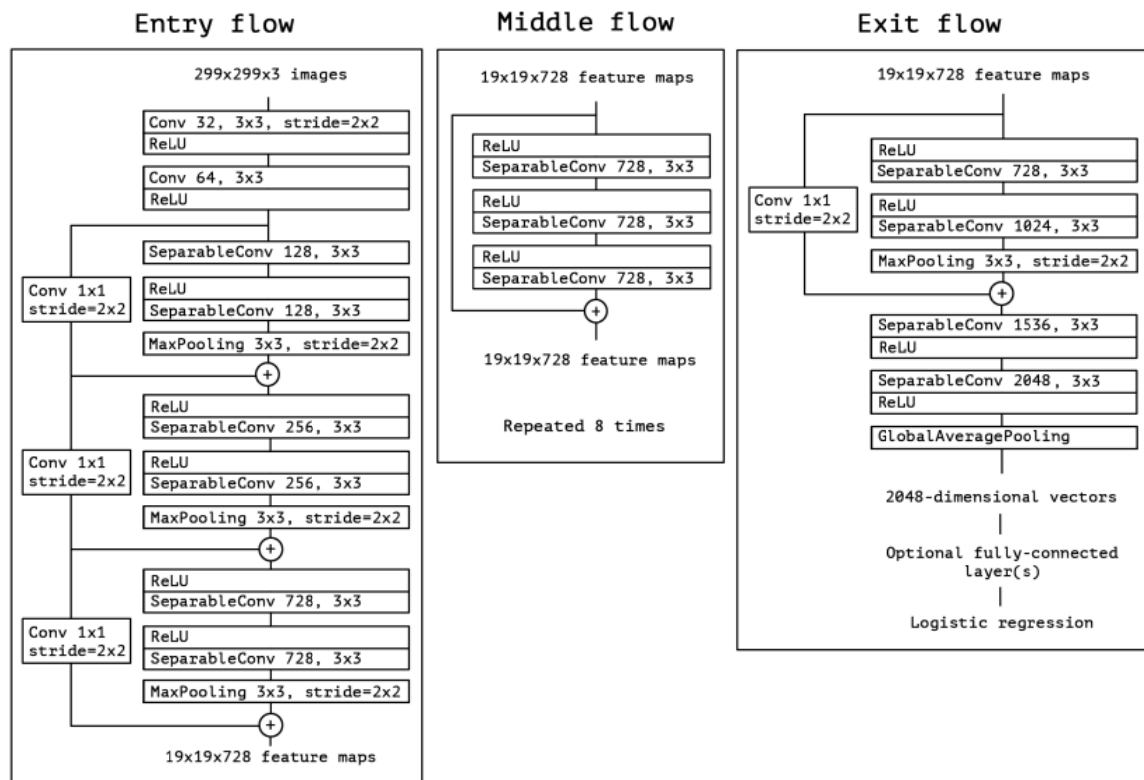 Entry flow
299x299x3 images
Conv 32, 3x3, stride=2x2
ReLU
Conv 64, 3x3
ReLU
SeparableConv 128, 3x3
Conv 1x1
stride=2x2
ReLU
SeparableConv 128, 3x3
MaxPooling 3x3, stride=2x2
+
ReLU
SeparableConv 256, 3x3
Conv 1x1
stride=2x2
ReLU
SeparableConv 256, 3x3
MaxPooling 3x3, stride=2x2
+
ReLU
SeparableConv 728, 3x3
Conv 1x1
stride=2x2
ReLU
SeparableConv 728, 3x3
MaxPooling 3x3, stride=2x2
+
19x19x728 feature maps
Middle flow
19x19x728 feature maps
ReLU
SeparableConv 728, 3x3
ReLU
SeparableConv 728, 3x3
ReLU
SeparableConv 728, 3x3
+
19x19x728 feature maps
Repeated 8 times
Exit flow
19x19x728 feature maps
ReLU
SeparableConv 728, 3x3
Conv 1x1
stride=2x2
ReLU
SeparableConv 1024, 3x3
MaxPooling 3x3, stride=2x2
+
SeparableConv 1536, 3x3
ReLU
SeparableConv 2048, 3x3
ReLU
GlobalAveragePooling
2048-dimensional vectors
Optional fully-connected
layer(s)
Logistic regression